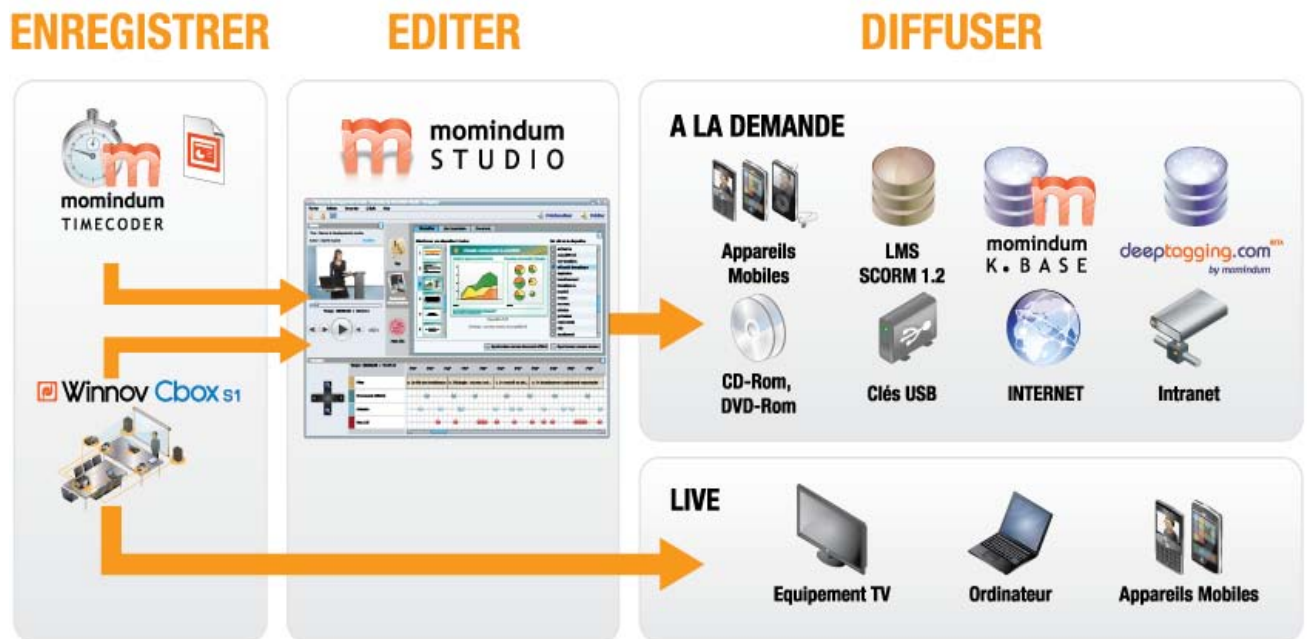 ENREGISTRER
EDITER
DIFFUSER
momindum
TIMECODER
Winnov Cbox S1
momindum
STUDIO
A LA DEMANDE
Appareils
Mobiles
LMS
SCORM 1.2
momindum
K.BASE
deeptagging.com BETA
by momindum
CD-Rom,
DVD-Rom
Clés USB
INTERNET
Intranet
LIVE
Equipement TV
Ordinateur
Appareils Mobiles